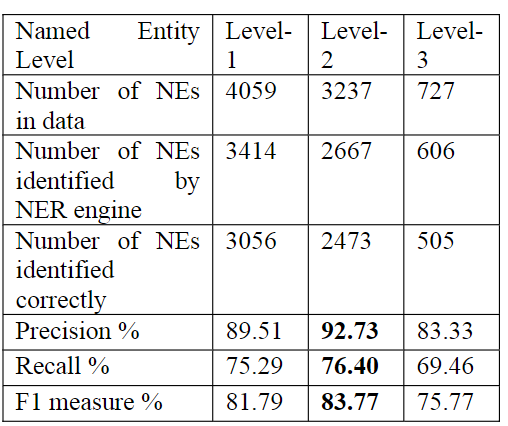 Named Entity Level-1 Level-2 Level-3
Level
Number of NEs 4059 3237 727
in data
Number of NEs 3414 2667 606
identified by
NER engine
Number of NEs 3056 2473 505
identified
correctly
Precision % 89.51 92.73 83.33
Recall % 75.29 76.40 69.46
F1 measure % 81.79 83.77 75.77